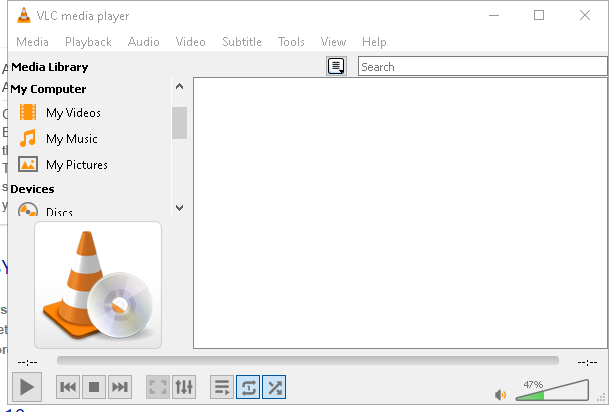 VLC media player
Media Playback Audio Video Subtitle Tools View Help
Media Library
Search
My Computer
My Videos
My Music
My Pictures
Devices
Discs
--:-- --:--
47%